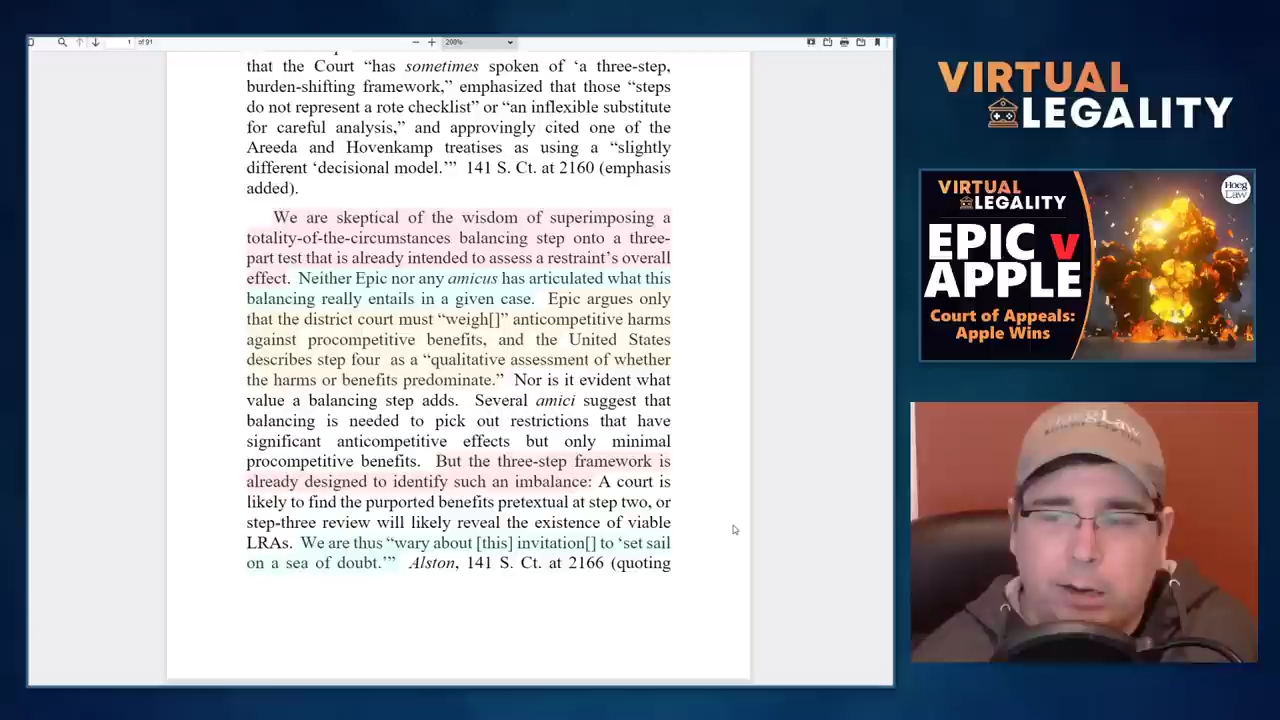 1 of 91
200%
that the Court “has sometimes spoken of ‘a three-step,
burden-shifting framework,” emphasized that those “steps
do not represent a rote checklist” or “an inflexible substitute
for careful analysis,” and approvingly cited one of the
Areeda and Hovenkamp treatises as using a “slightly
different ‘decisional model.’” 141 S. Ct. at 2160 (emphasis
added).
We are skeptical of the wisdom of superimposing a
totality-of-the-circumstances balancing step onto a three-
part test that is already intended to assess a restraint’s overall
effect. Neither Epic nor any amicus has articulated what this
balancing really entails in a given case. Epic argues only
that the district court must “weigh[]” anticompetitive harms
against procompetitive benefits, and the United States
describes step four as a “qualitative assessment of whether
the harms or benefits predominate.” Nor is it evident what
value a balancing step adds. Several amici suggest that
balancing is needed to pick out restrictions that have
significant anticompetitive effects but only minimal
procompetitive benefits. But the three-step framework is
already designed to identify such an imbalance: A court is
likely to find the purported benefits pretextual at step two, or
step-three review will likely reveal the existence of viable
LRAs. We are thus “wary about [this] invitation[] to ‘set sail
on a sea of doubt.’” Alston, 141 S. Ct. at 2166 (quoting
VIRTUAL
LEGALITY
VIRTUAL
LEGALITY
Hoeg
Law
EPIC v
APPLE
Court of Appeals:
Apple Wins
HoegLaw